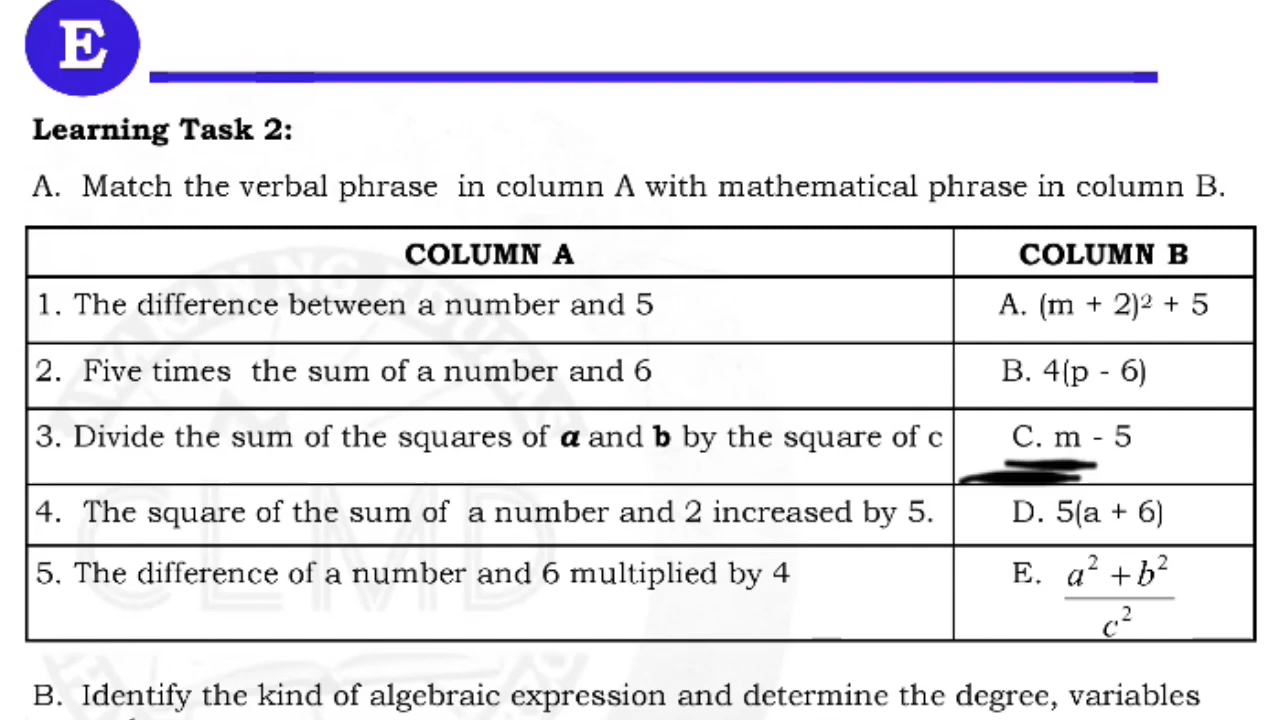 E
Learning Task 2:
A. Match the verbal phrase in column A with mathematical phrase in column B.
COLUMN A COLUMN B
1. The difference between a number and 5 A. (m + 2)² + 5
2. Five times the sum of a number and 6 B. 4(p - 6)
3. Divide the sum of the squares of a and b by the square of c C. m - 5
4. The square of the sum of a number and 2 increased by 5. D. 5(a + 6)
5. The difference of a number and 6 multiplied by 4 E. a² + b²
c²
CLMD
B. Identify the kind of algebraic expression and determine the degree, variables